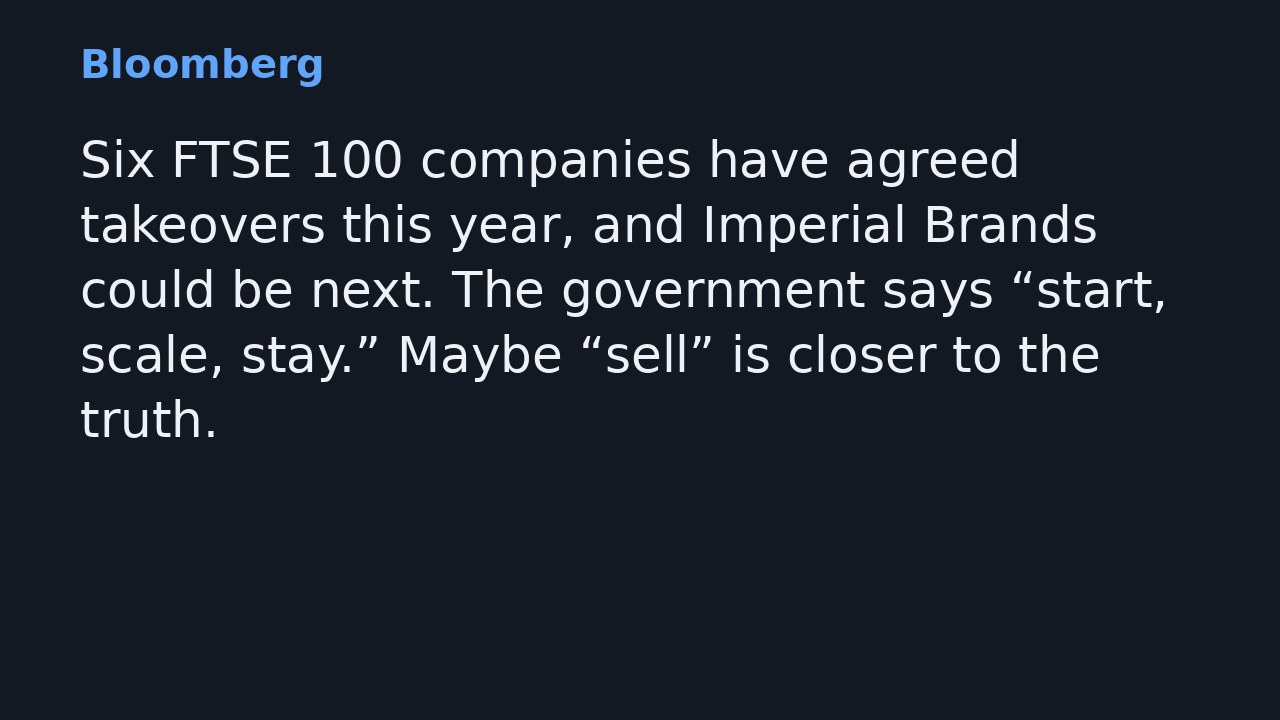 Bloomberg
Six FTSE 100 companies have agreed
takeovers this year, and Imperial Brands
could be next. The government says “start,
scale, stay.” Maybe “sell” is closer to the
truth.